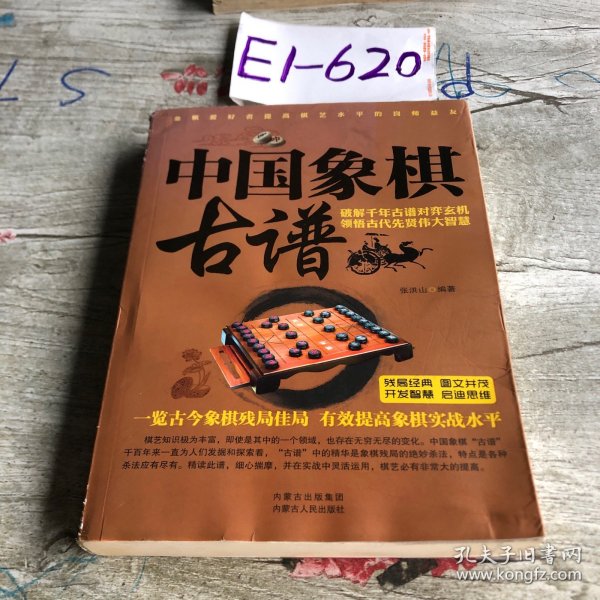 E1-620
象棋爱好者提高棋艺水平的良师益友
中国象棋
古谱
破解千年古谱对弈玄机
领悟古代先贤伟大智慧
张洪山 编著
残局经典 图文并茂
开发智慧 启迪思维
一览古今象棋残局佳局 有效提高象棋实战水平
棋艺知识极为丰富，即使是其中的一个领域，也存在无穷无尽的变化。中国象棋“古谱”
千百年来一直为人们发掘和探索着，“古谱”中的精华是象棋残局的绝妙杀法，特点是各种
杀法应有尽有。精读此谱，细心揣摩，并在实战中灵活运用，棋艺必有非常大的提高。
内蒙古出版集团
内蒙古人民出版社
孔夫子旧书网
www.kongfz.com